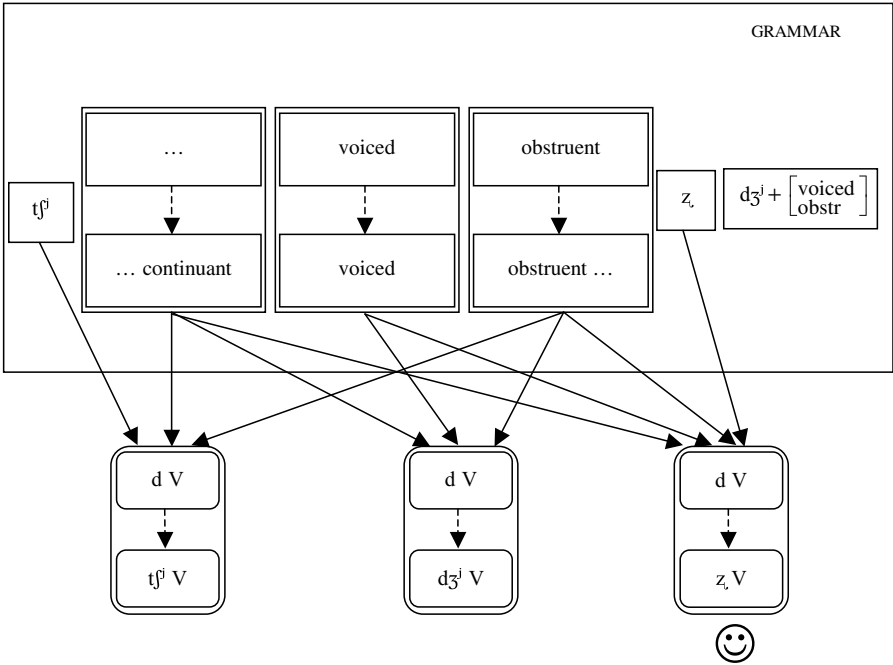 GRAMMAR
… voiced obstruent
tʃʲ
ʐ
dʒʲ + [voiced
obstr]
… continuant voiced obstruent …
d V d V d V
tʃʲ V dʒʲ V ʐ V